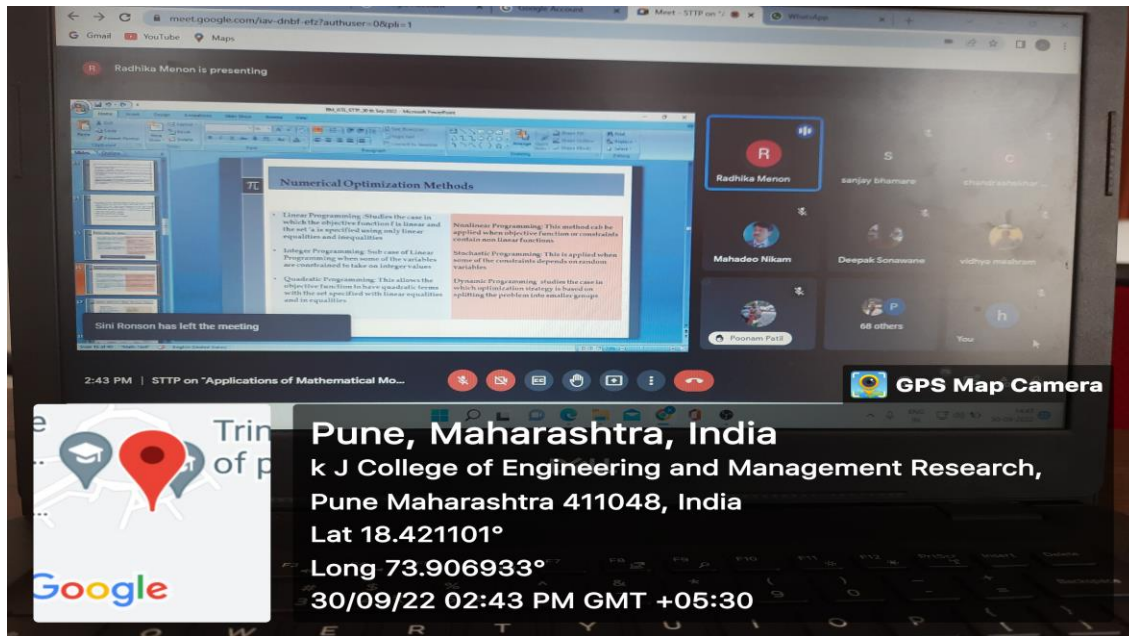 meet.google.com/iav-dnbf-efz?authuser=0&pli=1
Google Account
Meet - STTP on "
WhatsApp
Gmail
YouTube
Maps
R
Radhika Menon is presenting
Microsoft PowerPoint
Numerical Optimization Methods
Linear Programming :Studies the case in
which the objective function f is linear and
the set 'a is specified using only linear
equalities and inequalities
Integer Programming: Sub case of Linear
Programming when some of the variables
are constrained to take on integer values
Quadratic Programming: This allows the
objective function to have quadratic terms
with the set specified with linear equalities
and in equalities
Nonlinear Programming: This method cab be
applied when objective function or constraints
contain non linear functions
Stochastic Programming: This is applied when
some of the constraints depends on random
variables
Dynamic Programming studies the case in
which optimization strategy is based on
splitting the problem into smaller groups
Sini Ronson has left the meeting
R
Radhika Menon
S
sanjay bhamare
Mahadeo Nikam
Deepak Sonawane
vidhya meshram
Poonam Patil
P
68 others
h
You
2:43 PM | STTP on "Applications of Mathematical Mo...
GPS Map Camera
Trin
of p
Google
Pune, Maharashtra, India
k J College of Engineering and Management Research,
Pune Maharashtra 411048, India
Lat 18.421101°
Long 73.906933°
30/09/22 02:43 PM GMT +05:30